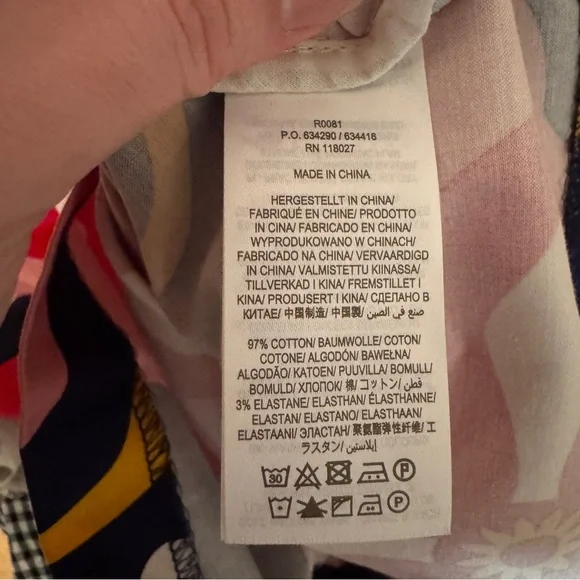 R0081
P.O. 634290 / 634418
RN 118027
MADE IN CHINA
HERGESTELLT IN CHINA/
FABRIQUÉ EN CHINE/ PRODOTTO
IN CINA/ FABRICADO EN CHINA/
WYPRODUKOWANO W CHINACH/
FABRICADO NA CHINA/ VERVAARDIGD
IN CHINA/ VALMISTETTU KIINASSA/
TILLVERKAD I KINA/ FREMSTILLET I
KINA/ PRODUSERT I KINA/ СДЕЛАНО В
КИТАЕ/ 中国制造/ 中国製/ صنع في الصين/
97% COTTON/ BAUMWOLLE/ COTON/
COTONE/ ALGODÓN/ BAWEŁNA/
ALGODÃO/ KATOEN/ PUUVILLA/ BOMULL/
BOMULD/ ХЛОПОК/ 棉/ コットン/ قطن/
3% ELASTANE/ ELASTHAN/ ÉLASTHANNE/
ELASTAN/ ELASTANO/ ELASTHAAN/
ELASTAANI/ ЭЛАСТАН/ 聚氨酯弹性纤维/ エ
ラスタン/ إيلاستين/
30 P
P